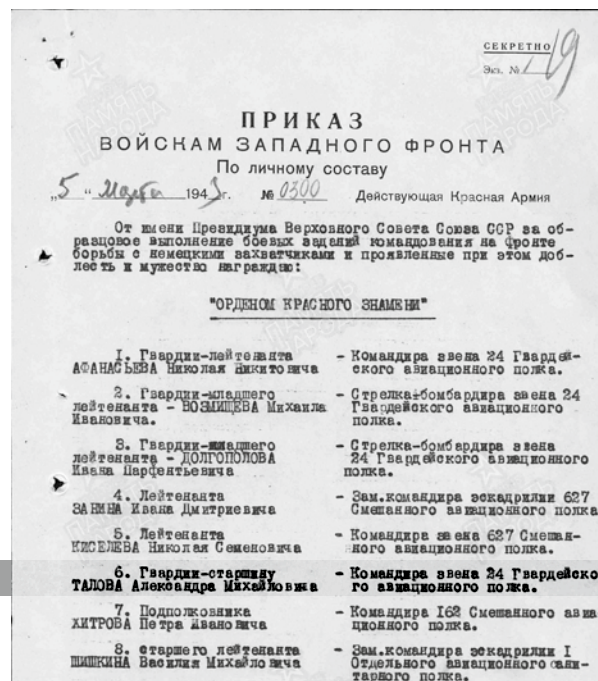 СЕКРЕТНО
Экз. № 19
ПРИКАЗ
ВОЙСКАМ ЗАПАДНОГО ФРОНТА
По личному составу
„5" Марта 1943г. № 0300 Действующая Красная Армия
От имени Президиума Верховного Совета Союза ССР за об-
разцовое выполнение боевых заданий командования на фронте
борьбы с немецкими захватчиками и проявленные при этом доб-
лесть и мужество награждаю:
"ОРДЕНОМ КРАСНОГО ЗНАМЕНИ"
1. Гвардии-лейтенанта - Командира звена 24 Гвардей-
АФАНАСЬЕВА Николая Никитовича ского авиационного полка.
2. Гвардии-младшего - Стрелка-бомбардира звена 24
лейтенанта - ВОЗМИЩЕВА Михаила Гвардейского авиационного
Ивановича. полка.
3. Гвардии-младшего - Стрелка-бомбардира звена
лейтенанта - ДОЛГОПОЛОВА 24 Гвардейского авиационного
Ивана Парфентьевича полка.
4. Лейтенанта - Зам.командира эскадрилии 627
ЗАНИНА Ивана Дмитриевича Смешанного авиационного полка
5. Лейтенанта - Командира звена 627 Смешан-
КИСЕЛЕВА Николая Семеновича ного авиационного полка.
6. Гвардии-старшину - Командира звена 24 Гвардейско
ТАЛОВА Александра Михайловича го авиационного полка.
7. Подполковника - Командира 162 Смешанного авиа
ХИТРОВА Петра Ивановича ционного полка.
8. старшего лейтенанта - Зам.командира эскадрилии I
ШИШКИНА Василия Михайловича Отдельного авиационного сани-
тарного полка.